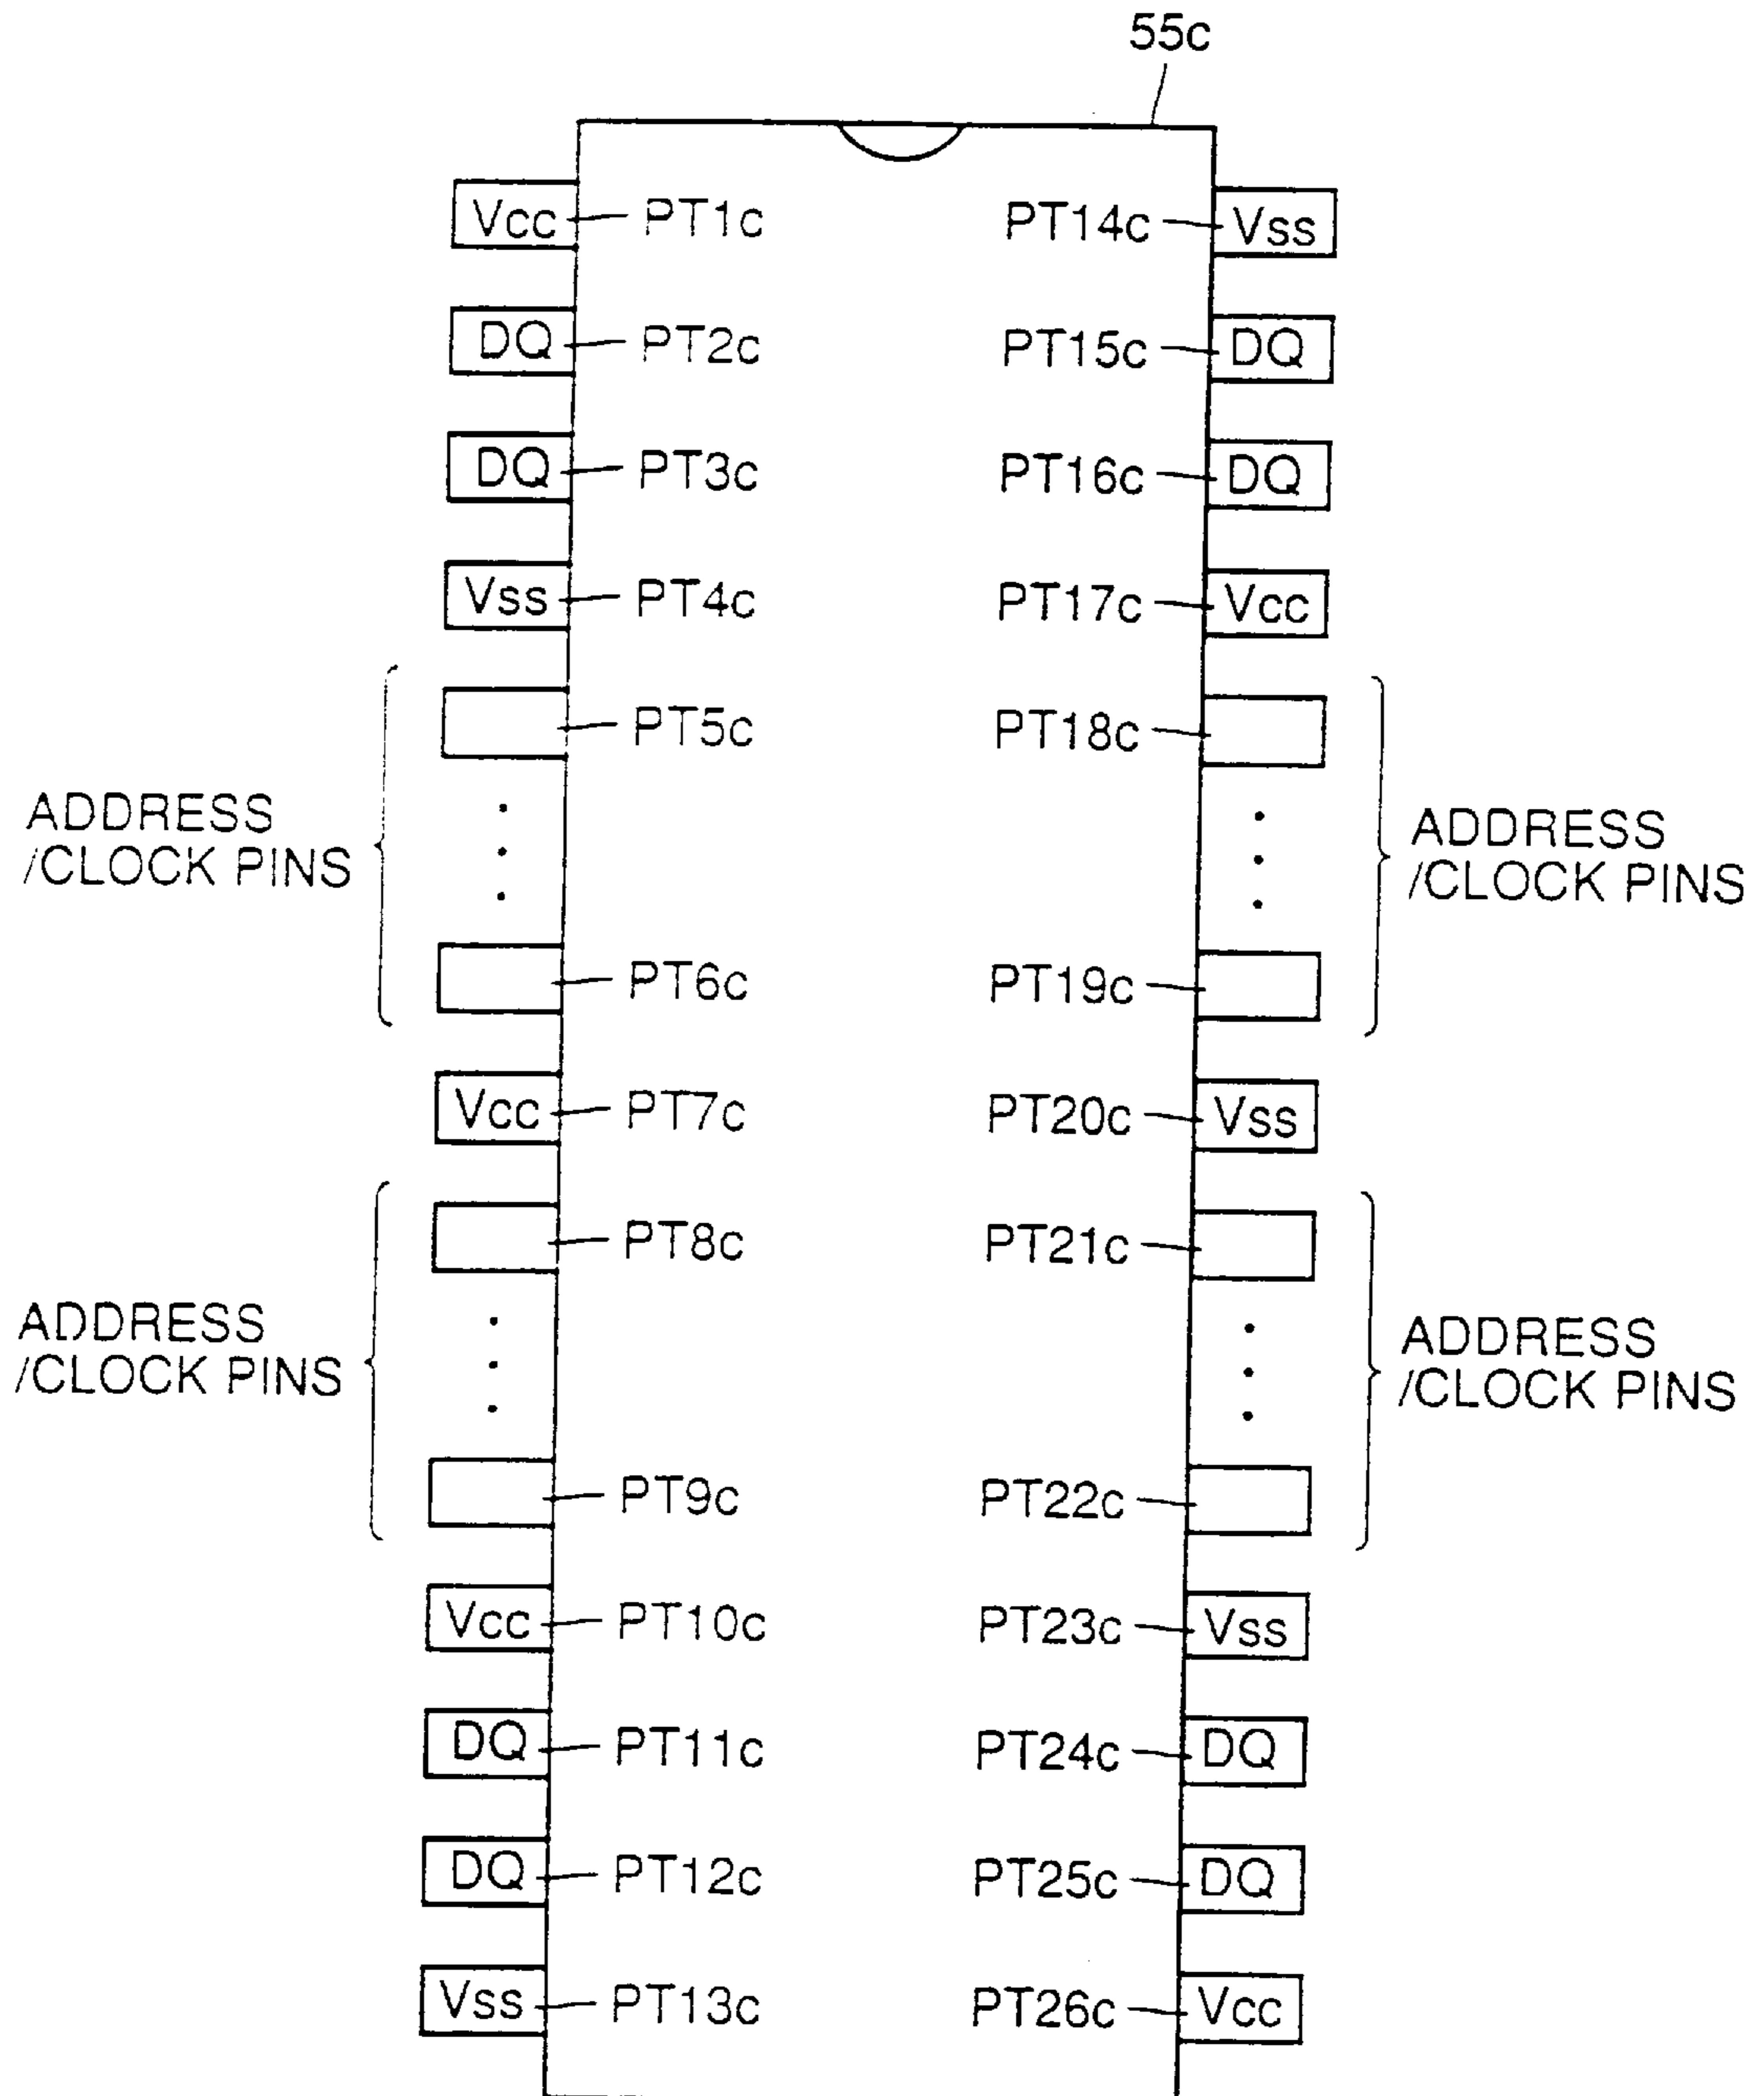 55c
Vcc PT1c PT14c Vss
DQ PT2c PT15c DQ
DQ PT3c PT16c DQ
Vss PT4c PT17c Vcc
PT5c PT18c
ADDRESS
/CLOCK PINS
ADDRESS
/CLOCK PINS
PT6c PT19c
Vcc PT7c PT20c Vss
PT8c PT21c
ADDRESS
/CLOCK PINS
ADDRESS
/CLOCK PINS
PT9c PT22c
Vcc PT10c PT23c Vss
DQ PT11c PT24c DQ
DQ PT12c PT25c DQ
Vss PT13c PT26c Vcc